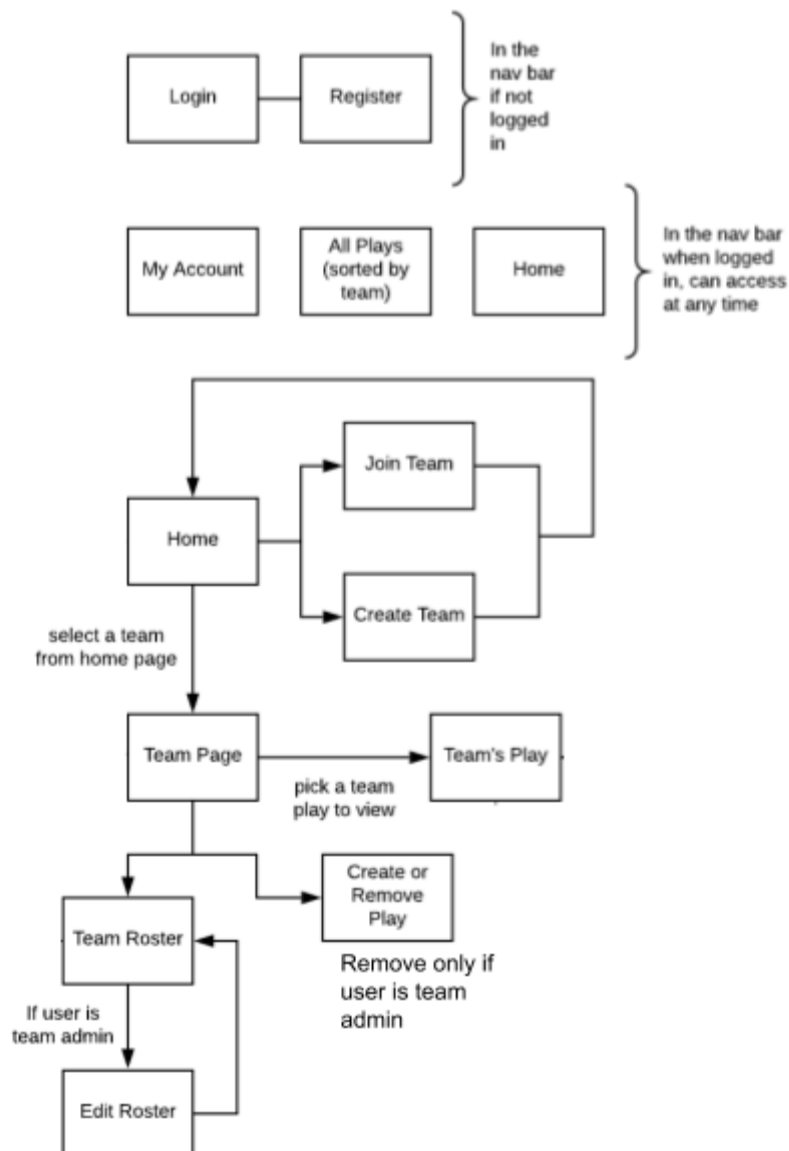 Login
Register
In the
nav bar
if not
logged
in
My Account
All Plays
(sorted by
team)
Home
In the nav bar
when logged
in, can access
at any time
Join Team
Home
Create Team
select a team
from home page
Team Page
Team's Play
pick a team
play to view
Create or
Remove
Play
Team Roster
Remove only if
user is team
admin
If user is
team admin
Edit Roster